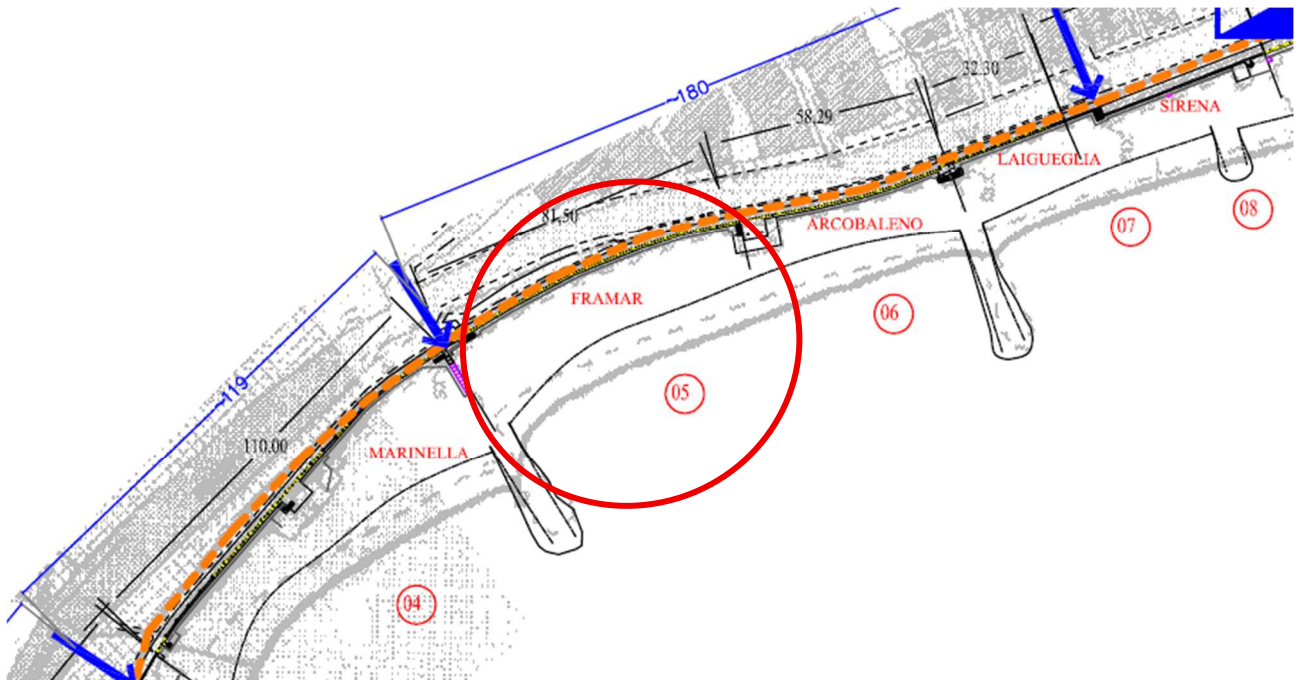 ~180
32.30
58,29
SIRENA
LAIGUEGLIA
81,50
ARCOBALENO
08
07
FRAMAR
06
~119
05
110,00
MARINELLA
04